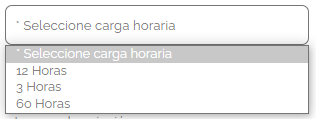 * Seleccione carga horaria
* Seleccione carga horaria
12 Horas
3 Horas
60 Horas